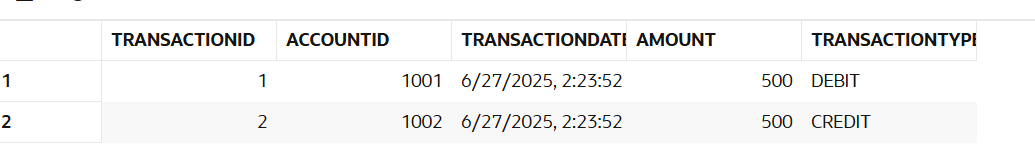 TRANSACTIONID ACCOUNTID TRANSACTIONDATE AMOUNT TRANSACTIONTYPE
1 1 1001 6/27/2025, 2:23:52 500 DEBIT
2 2 1002 6/27/2025, 2:23:52 500 CREDIT